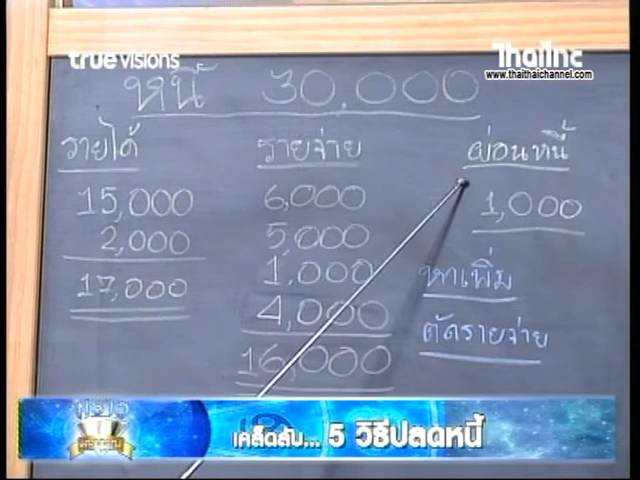 truevisions
ThaiThc
www.thaithaichannel.com
หนี้ 30,000
รายได้ รายจ่าย ผ่อนหนี้
15,000 6,000 1,000
2,000 5,000
17,000 1,000 หาเพิ่ม
4,000 ตัดรายจ่าย
16,000
เคล็ดลับ... 5 วิธีปลดหนี้